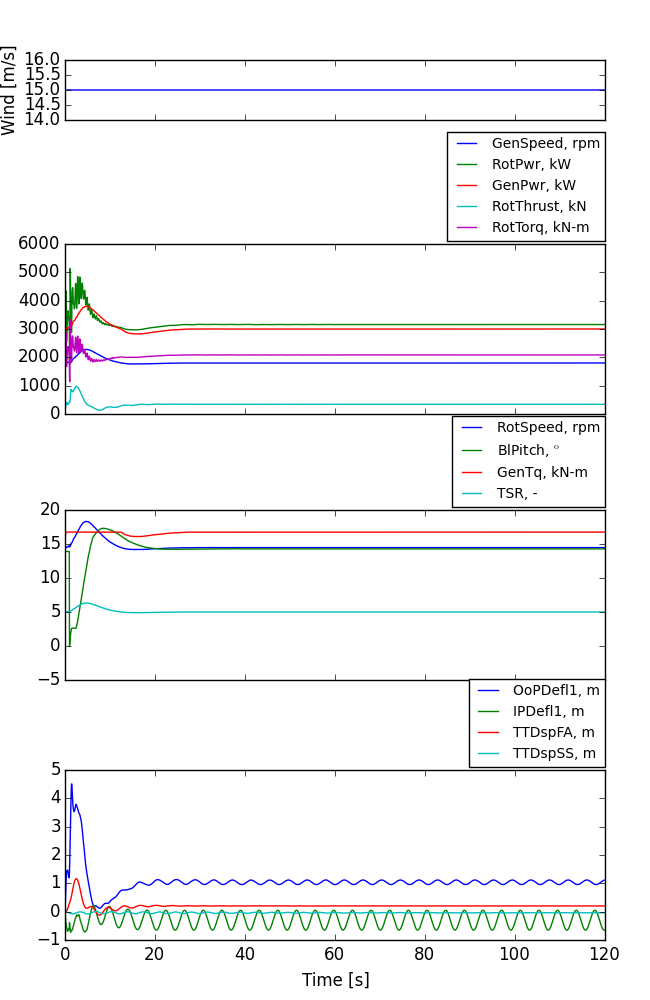 Wind [m/s]
16.0
15.5
15.0
14.5
14.0
GenSpeed, rpm
RotPwr, kW
GenPwr, kW
RotThrust, kN
RotTorq, kN-m
6000
5000
4000
3000
2000
1000
0
RotSpeed, rpm
BlPitch, °
GenTq, kN-m
TSR, -
20
15
10
5
0
−5
OoPDefl1, m
IPDefl1, m
TTDspFA, m
TTDspSS, m
5
4
3
2
1
0
−1
0 20 40 60 80 100 120
Time [s]